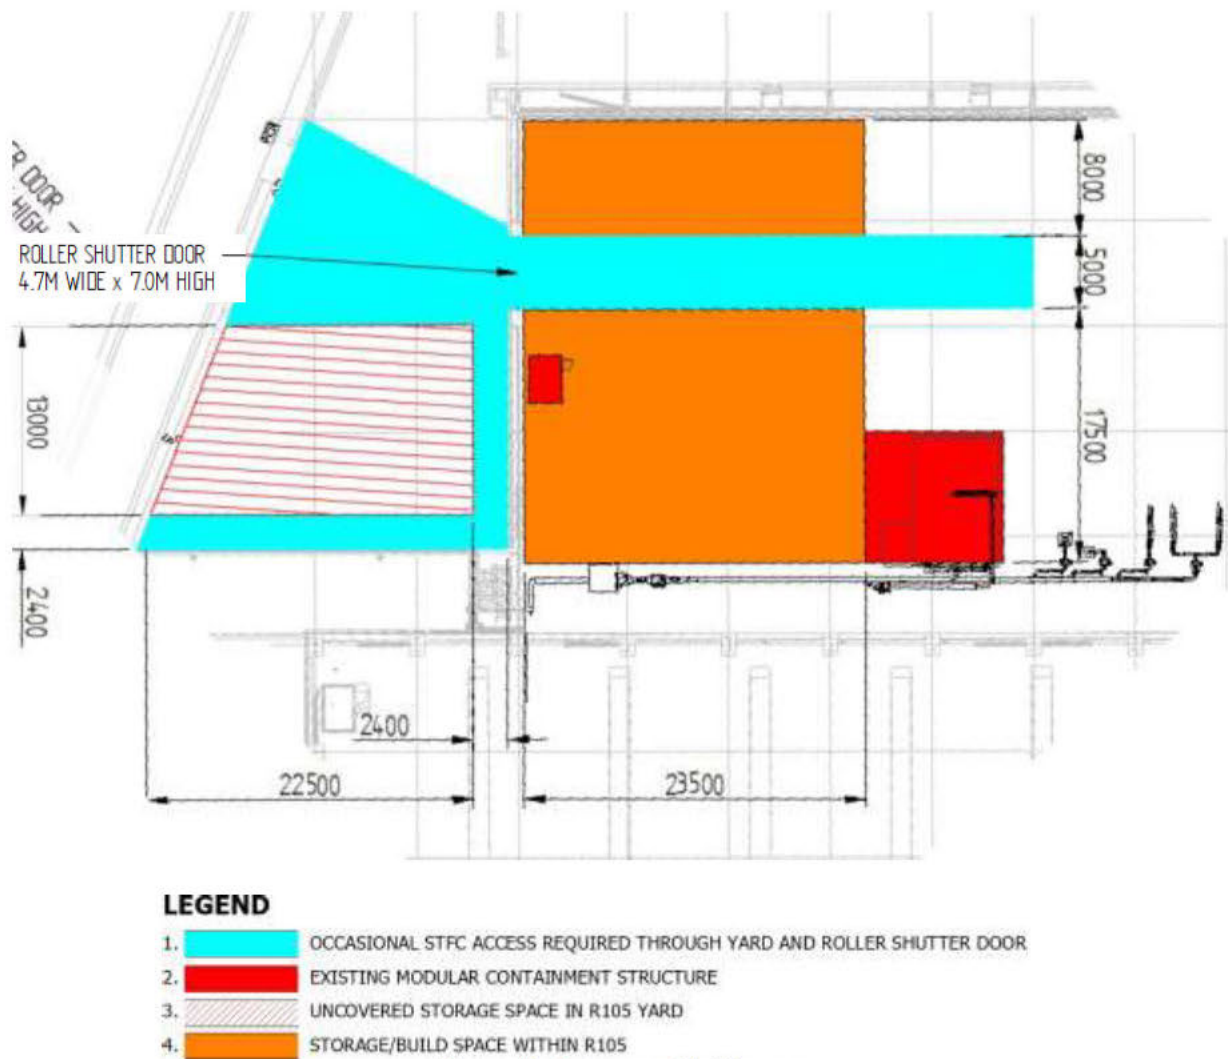 R DOOR
HIGH
ROLLER SHUTTER DOOR
4.7M WIDE x 7.0M HIGH
8000
5000
17500
13000
2400
2400
22500
23500
LEGEND
1. OCCASIONAL STFC ACCESS REQUIRED THROUGH YARD AND ROLLER SHUTTER DOOR
2. EXISTING MODULAR CONTAINMENT STRUCTURE
3. UNCOVERED STORAGE SPACE IN R105 YARD
4. STORAGE/BUILD SPACE WITHIN R105